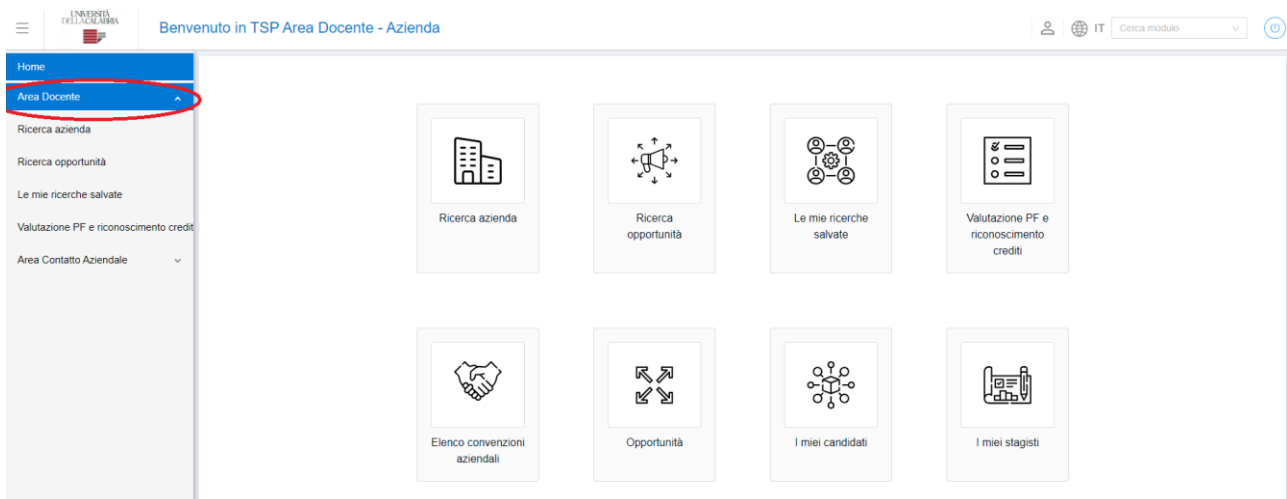 UNIVERSITÀ
DELLA CALABRIA
Benvenuto in TSP Area Docente - Azienda
IT
Cerca modulo
Home
Area Docente
Ricerca azienda
Ricerca opportunità
Le mie ricerche salvate
Valutazione PF e riconoscimento credit
Area Contatto Aziendale
Ricerca azienda
Ricerca
opportunità
Le mie ricerche
salvate
Valutazione PF e
riconoscimento
crediti
Elenco convenzioni
aziendali
Opportunità
I miei candidati
I miei stagisti